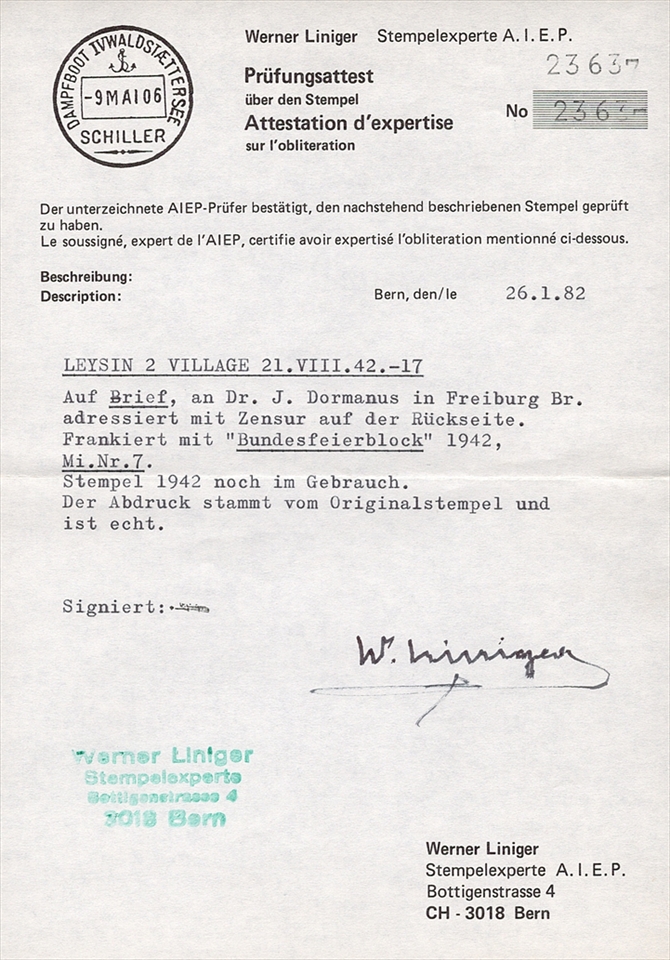 DAMPFBOOT IVWALDSTÆTTERSEE
-9MAI06
SCHILLER
Werner Liniger Stempelexperte A.I.E.P.
Prüfungsattest
über den Stempel
Attestation d'expertise
sur l'obliteration
23637
No 23637
Der unterzeichnete AIEP-Prüfer bestätigt, den nachstehend beschriebenen Stempel geprüft
zu haben.
Le soussigné, expert de l'AIEP, certifie avoir expertisé l'obliteration mentionné ci-dessous.
Beschreibung:
Description:
Bern, den/le 26.1.82
LEYSIN 2 VILLAGE 21.VIII.42.-17
Auf Brief, an Dr. J. Dormanus in Freiburg Br.
adressiert mit Zensur auf der Rückseite.
Frankiert mit "Bundesfeierblock" 1942,
Mi.Nr.7.
Stempel 1942 noch im Gebrauch.
Der Abdruck stammt vom Originalstempel und
ist echt.
Signiert:
W. Liniger
Werner Liniger
Stempelexperte
Bottigenstrasse 4
3018 Bern
Werner Liniger
Stempelexperte A.I.E.P.
Bottigenstrasse 4
CH - 3018 Bern